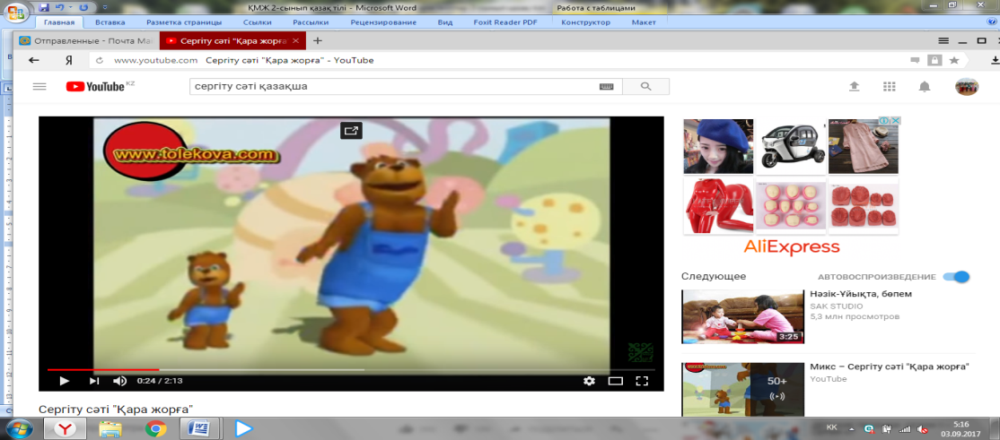 ҚМЖ 2-сынып қазақ тілі - Microsoft Word
Работа с таблицами
Главная Вставка Разметка страницы Ссылки Рассылки Рецензирование Вид Foxit Reader PDF Конструктор Макет
Отправленные - Почта Ма
Сергіту сәті "Қара жорға
www.youtube.com Сергіту сәті "Қара жорға" - YouTube
YouTube KZ
сергіту сәті қазақша
www.tolekova.com
AliExpress
Следующее
АВТОВОСПРОИЗВЕДЕНИЕ
Нәзік-Ұйықта, бөпем
SAK STUDIO
5,3 млн просмотров
3:25
Микс – Сергіту сәті "Қара жорға"
YouTube
50+
0:24 / 2:13
Сергіту сәті "Қара жорға"
KK
5:16
03.09.2017